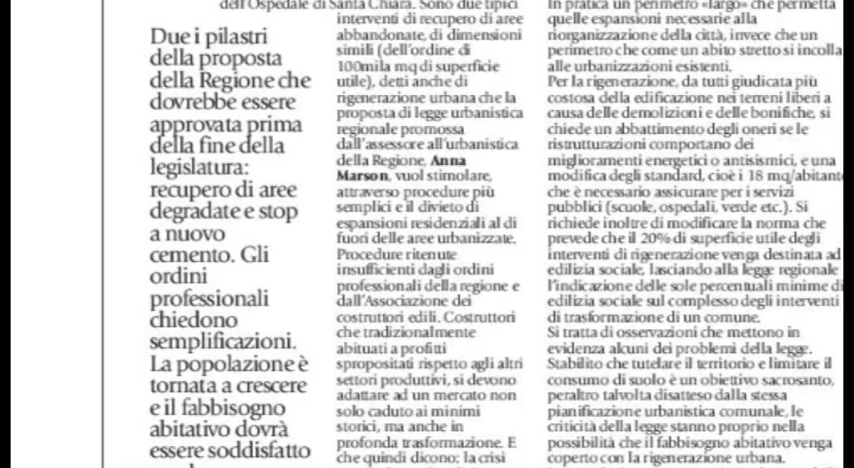 dell'Ospedale di Santa Chiara. Sono due tipici
interventi di recupero di aree
abbandonate, di dimensioni
simili (dell'ordine di
100mila mq di superficie
utile), detti anche di
rigenerazione urbana che la
proposta di legge urbanistica
regionale promossa
dall'assessore all'urbanistica
della Regione, Anna
Marson, vuol stimolare,
attraverso procedure più
semplici e il divieto di
espansioni residenziali al di
fuori delle aree urbanizzate.
Procedure ritenute
insufficienti dagli ordini
professionali della regione e
dall'Associazione dei
costruttori edili. Costruttori
che tradizionalmente
abituati a profitti
spropositati rispetto agli altri
settori produttivi, si devono
adattare ad un mercato non
solo caduto ai minimi
storici, ma anche in
profonda trasformazione. E
che quindi dicono: la crisi
Due i pilastri
della proposta
della Regione che
dovrebbe essere
approvata prima
della fine della
legislatura:
recupero di aree
degradate e stop
a nuovo
cemento. Gli
ordini
professionali
chiedono
semplificazioni.
La popolazione è
tornata a crescere
e il fabbisogno
abitativo dovrà
essere soddisfatto
In pratica un perimetro «largo» che permetta
quelle espansioni necessarie alla
riorganizzazione della città, invece che un
perimetro che come un abito stretto si incolla
alle urbanizzazioni esistenti.
Per la rigenerazione, da tutti giudicata più
costosa della edificazione nei terreni liberi a
causa delle demolizioni e delle bonifiche, si
chiede un abbattimento degli oneri se le
ristrutturazioni comportano dei
miglioramenti energetici o antisismici, e una
modifica degli standard, cioè i 18 mq/abitante
che è necessario assicurare per i servizi
pubblici (scuole, ospedali, verde etc.). Si
richiede inoltre di modificare la norma che
prevede che il 20% di superficie utile degli
interventi di rigenerazione venga destinata ad
edilizia sociale, lasciando alla legge regionale
l'indicazione delle sole percentuali minime di
edilizia sociale sul complesso degli interventi
di trasformazione di un comune.
Si tratta di osservazioni che mettono in
evidenza alcuni dei problemi della legge.
Stabilito che tutelare il territorio e limitare il
consumo di suolo è un obiettivo sacrosanto,
peraltro talvolta disatteso dalla stessa
pianificazione urbanistica comunale, le
criticità della legge stanno proprio nella
possibilità che il fabbisogno abitativo venga
coperto con la rigenerazione urbana.